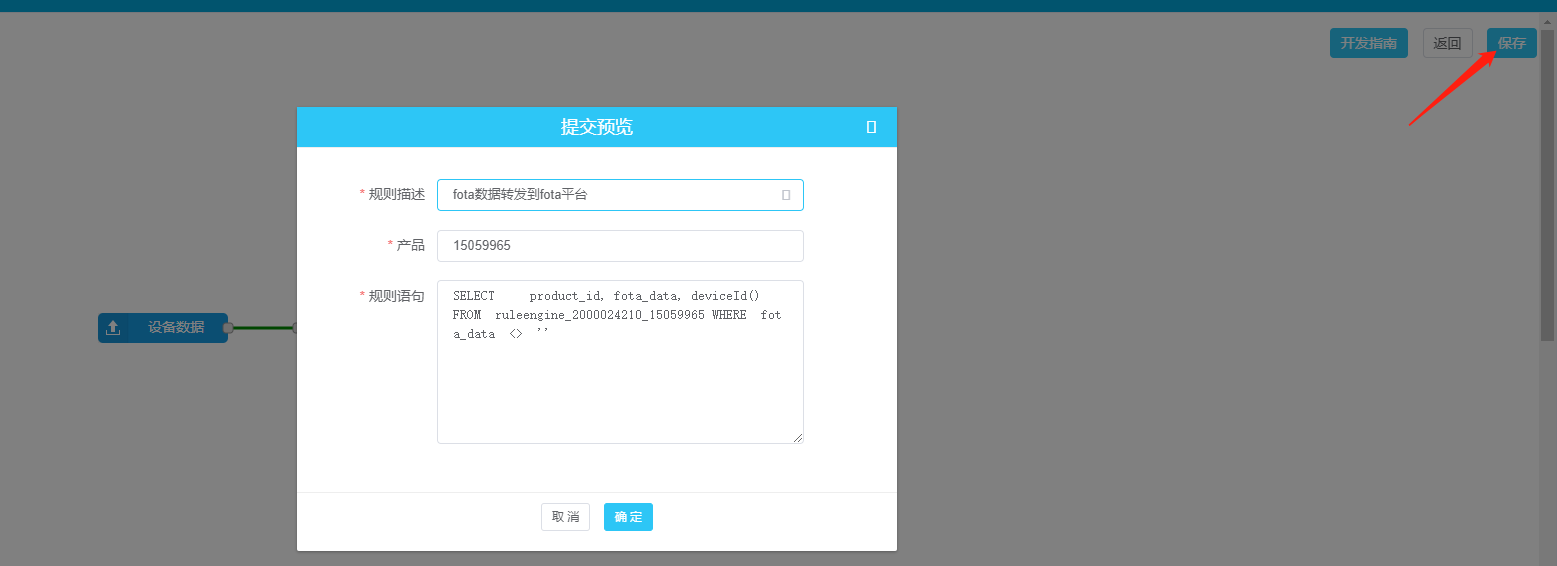 开发指南 返回 保存
提交预览
* 规则描述 fota数据转发到fota平台
* 产品 15059965
* 规则语句 SELECT product_id, fota_data, deviceId()
FROM ruleengine_2000024210_15059965 WHERE fot
a_data <> ''
设备数据
取消 确定